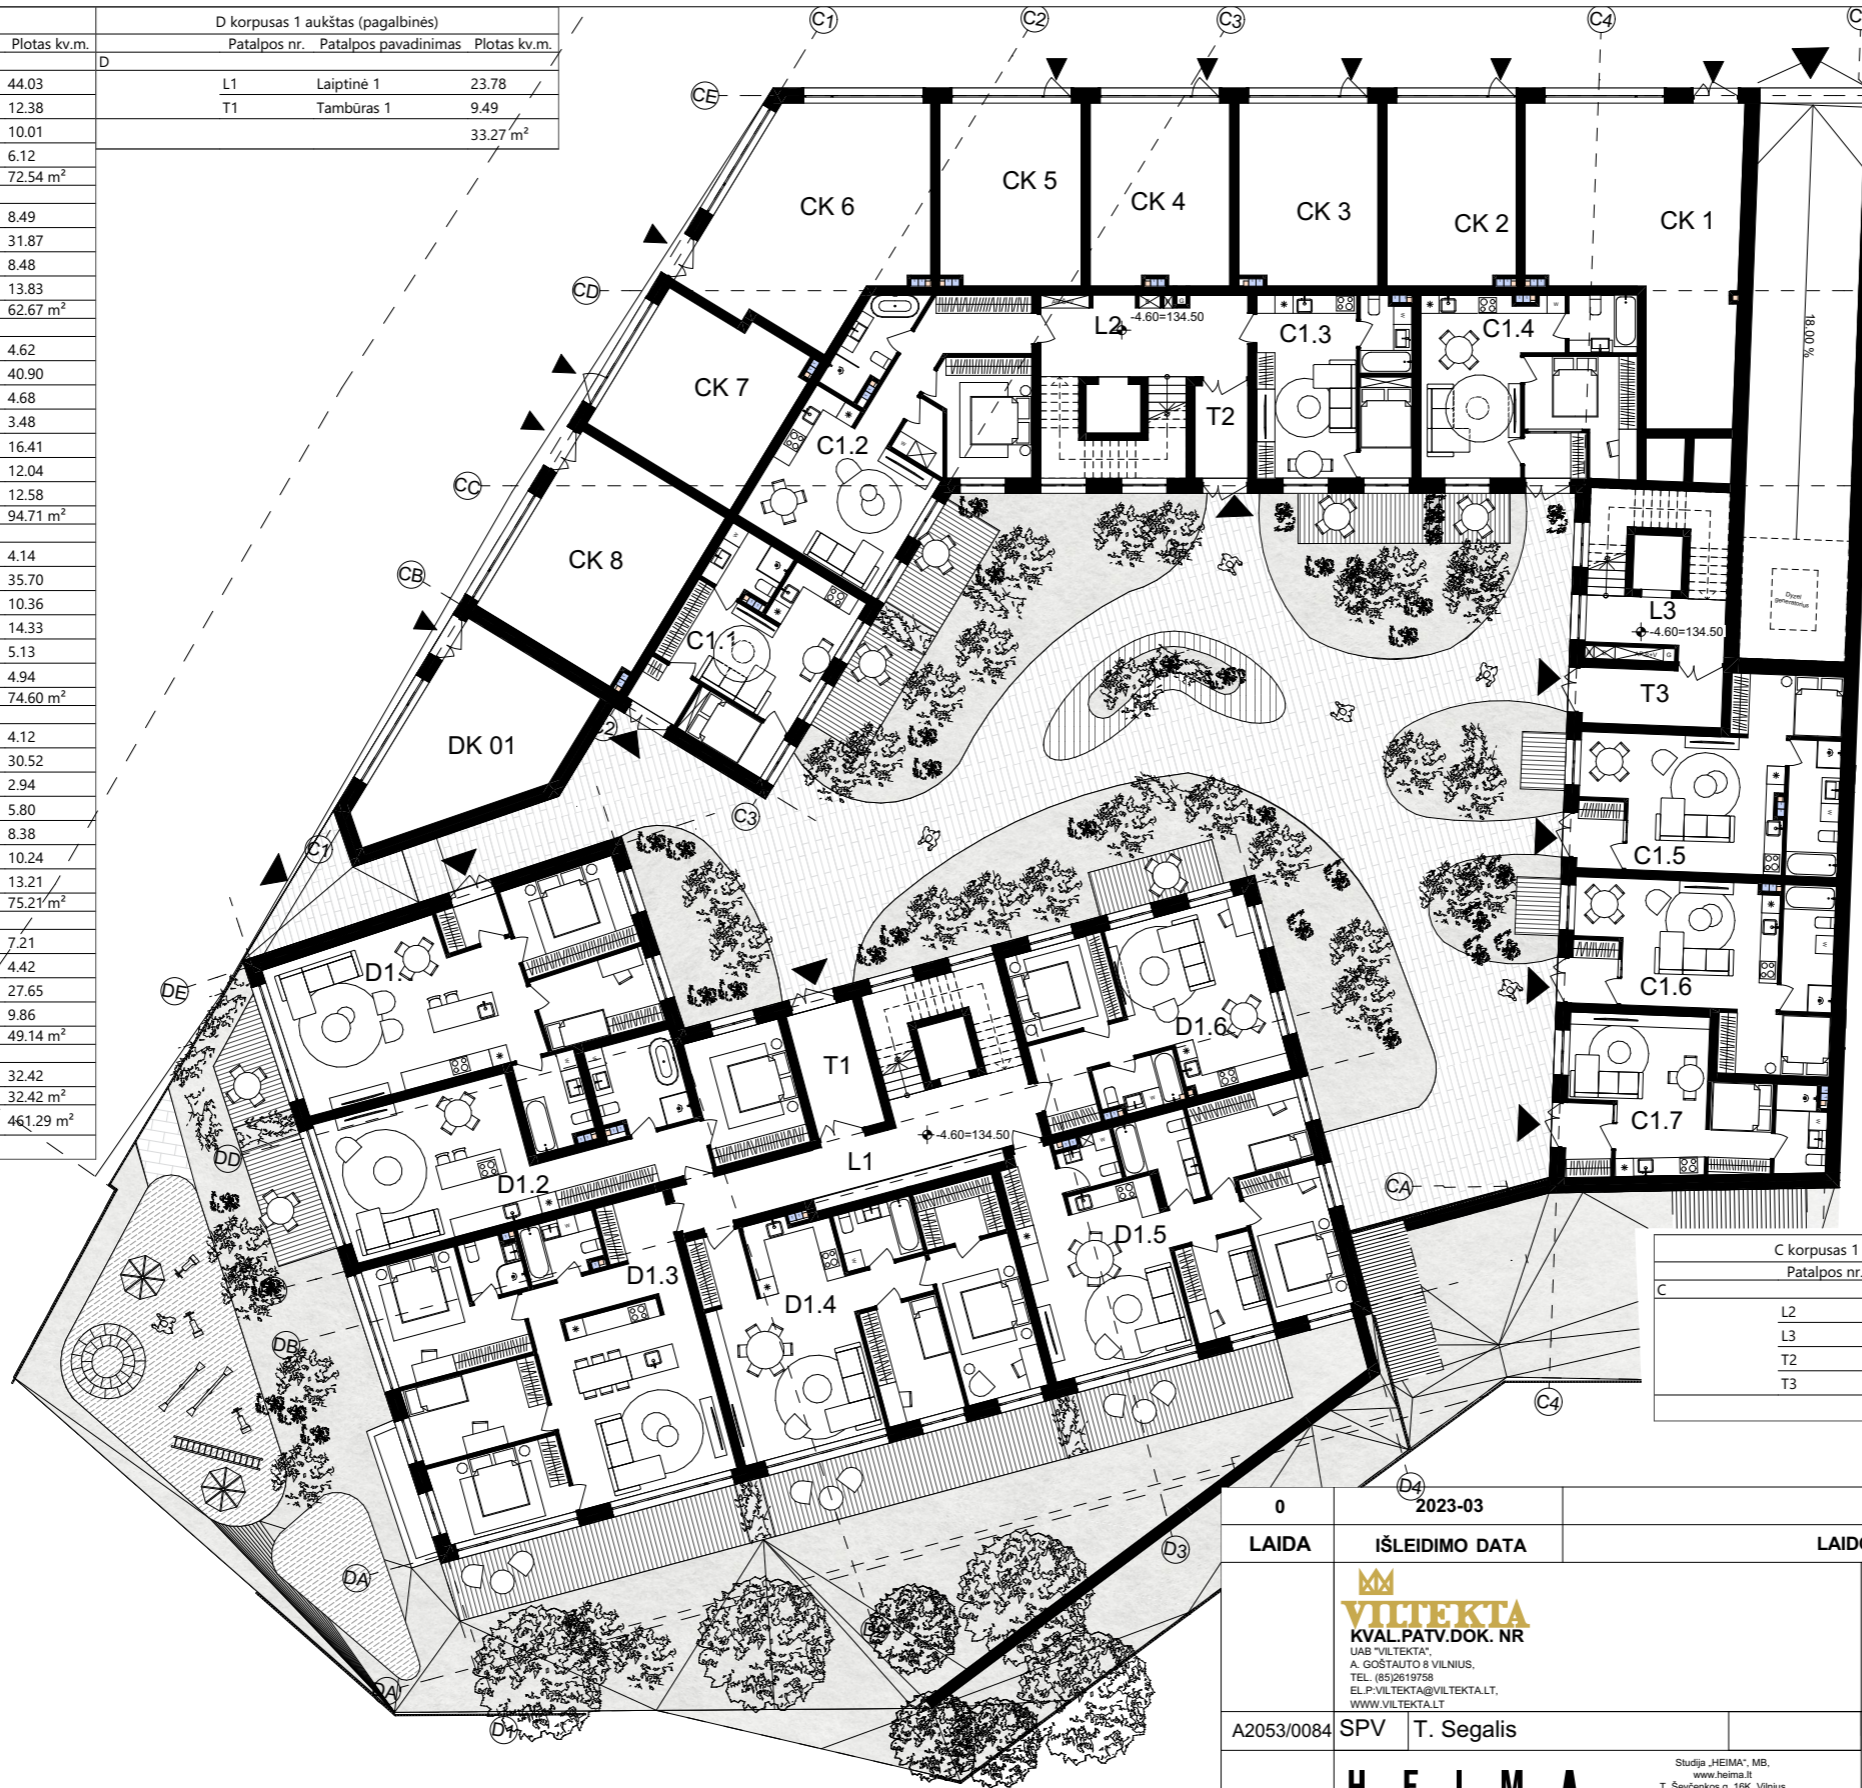 D korpusas 1 aukštas (pagalbinės)
Plotas kv.m.
Patalpos nr. Patalpos pavadinimas Plotas kv.m.
D
L1 Laiptinė 1 23.78
T1 Tambūras 1 9.49
33.27 m²
44.03
12.38
10.01
6.12
72.54 m²
8.49
31.87
8.48
13.83
62.67 m²
4.62
40.90
4.68
3.48
16.41
12.04
12.58
94.71 m²
4.14
35.70
10.36
14.33
5.13
4.94
74.60 m²
4.12
30.52
2.94
5.80
8.38
10.24
13.21
75.21 m²
7.21
4.42
27.65
9.86
49.14 m²
32.42
32.42 m²
461.29 m²
C1
C2
C3
C4
CE
CD
CC
CB
CK 6
CK 5
CK 4
CK 3
CK 2
CK 1
CK 7
CK 8
DK 01
18.00 %
L2
-4.60=134.50
C1.3
C1.4
C1.2
T2
C1.1
L3
-4.60=134.50
Dyzel
generatorius
T3
C1.5
C1.6
C1.7
C3
C1
DE
D1.6
T1
-4.60=134.50
L1
DD
D1.2
CA
D1.5
D1.3
D1.4
DB
C4
D4
D3
DA
DA
D1
C korpusas 1
Patalpos nr.
C
L2
L3
T2
T3
0 2023-03
LAIDA IŠLEIDIMO DATA
VILTEKTA
KVAL.PATV.DOK. NR
UAB "VILTEKTA",
A. GOŠTAUTO 8 VILNIUS,
TEL. (85)2619758
EL.P:VILTEKTA@VILTEKTA.LT,
WWW.VILTEKTA.LT
A2053/0084 SPV T. Segalis
H E I M A
Studija „HEIMA", MB,
www.heima.lt
T. Ševčenkos g. 16K, Vilnius